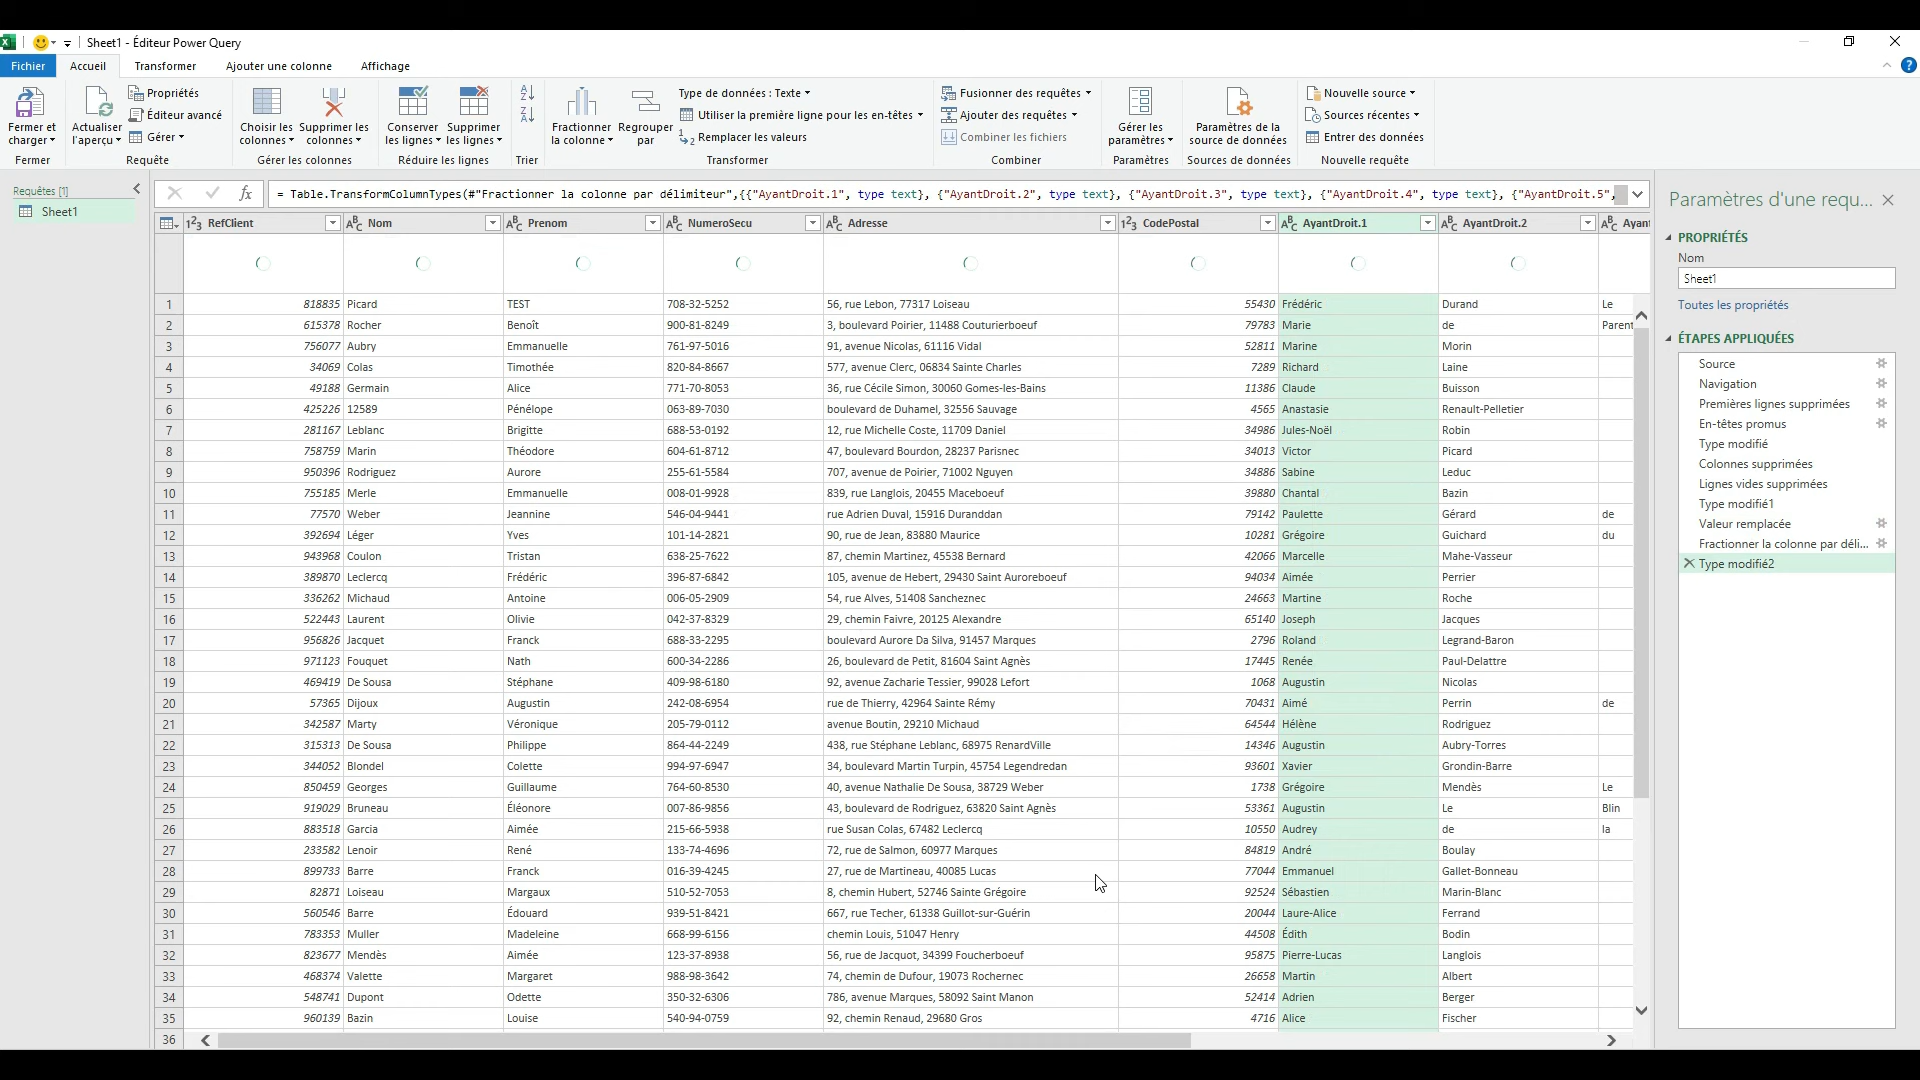 Sheet1 - Éditeur Power Query
Fichier Accueil Transformer Ajouter une colonne Affichage
Fermer et charger
Fermer
Actualiser l'aperçu
Propriétés
Éditeur avancé
Gérer
Requête
Choisir les colonnes
Supprimer les colonnes
Gérer les colonnes
Conserver les lignes
Supprimer les lignes
Réduire les lignes
Trier
Fractionner la colonne
Regrouper par
Type de données : Texte
Utiliser la première ligne pour les en-têtes
Remplacer les valeurs
Transformer
Fusionner des requêtes
Ajouter des requêtes
Combiner les fichiers
Combiner
Gérer les paramètres
Paramètres
Paramètres de la source de données
Sources de données
Nouvelle source
Sources récentes
Entrer des données
Nouvelle requête
Requêtes [1]
Sheet1
= Table.TransformColumnTypes(#"Fractionner la colonne par délimiteur",{{"AyantDroit.1", type text}, {"AyantDroit.2", type text}, {"AyantDroit.3", type text}, {"AyantDroit.4", type text}, {"AyantDroit.5",
RefClient Nom Prenom NumeroSecu Adresse CodePostal AyantDroit.1 AyantDroit.2 Ayan
1 818835 Picard TEST 708-32-5252 56, rue Lebon, 77317 Loiseau 55430 Frédéric Durand Le
2 615378 Rocher Benoît 900-81-8249 3, boulevard Poirier, 11488 Couturierboeuf 79783 Marie de Parent
3 756077 Aubry Emmanuelle 761-97-5016 91, avenue Nicolas, 61116 Vidal 52811 Marine Morin
4 34069 Colas Timothée 820-84-8667 577, avenue Clerc, 06834 Sainte Charles 7289 Richard Laine
5 49188 Germain Alice 771-70-8053 36, rue Cécile Simon, 30060 Gomes-les-Bains 11386 Claude Buisson
6 425226 12589 Pénélope 063-89-7030 boulevard de Duhamel, 32556 Sauvage 4565 Anastasie Renault-Pelletier
7 281167 Leblanc Brigitte 688-53-0192 12, rue Michelle Coste, 11709 Daniel 34986 Jules-Noël Robin
8 758759 Marin Théodore 604-61-8712 47, boulevard Bourdon, 28237 Parisnec 34013 Victor Picard
9 950396 Rodriguez Aurore 255-61-5584 707, avenue de Poirier, 71002 Nguyen 34886 Sabine Leduc
10 755185 Merle Emmanuelle 008-01-9928 839, rue Langlois, 20455 Maceboeuf 39880 Chantal Bazin
11 77570 Weber Jeannine 546-04-9441 rue Adrien Duval, 15916 Duranddan 79142 Paulette Gérard de
12 392694 Léger Yves 101-14-2821 90, rue de Jean, 83880 Maurice 10281 Grégoire Guichard du
13 943968 Coulon Tristan 638-25-7622 87, chemin Martinez, 45538 Bernard 42066 Marcelle Mahe-Vasseur
14 389870 Leclercq Frédéric 396-87-6842 105, avenue de Hebert, 29430 Saint Auroreboeuf 94034 Aimée Perrier
15 336262 Michaud Antoine 006-05-2909 54, rue Alves, 51408 Sancheznec 24663 Martine Roche
16 522443 Laurent Olivie 042-37-8329 29, chemin Faivre, 20125 Alexandre 65140 Joseph Jacques
17 956826 Jacquet Franck 688-33-2295 boulevard Aurore Da Silva, 91457 Marques 2796 Roland Legrand-Baron
18 971123 Fouquet Nath 600-34-2286 26, boulevard de Petit, 81604 Saint Agnès 17445 Renée Paul-Delattre
19 469419 De Sousa Stéphane 409-98-6180 92, avenue Zacharie Tessier, 99028 Lefort 1068 Augustin Nicolas
20 57365 Dijoux Augustin 242-08-6954 rue de Thierry, 42964 Sainte Rémy 70431 Aimé Perrin de
21 342587 Marty Véronique 205-79-0112 avenue Boutin, 29210 Michaud 64544 Hélène Rodriguez
22 315313 De Sousa Philippe 864-44-2249 438, rue Stéphane Leblanc, 68975 RenardVille 14346 Augustin Aubry-Torres
23 344052 Blondel Colette 994-97-6947 34, boulevard Martin Turpin, 45754 Legendredan 93601 Xavier Grondin-Barre
24 850459 Georges Guillaume 764-60-8530 40, avenue Nathalie De Sousa, 38729 Weber 1738 Grégoire Mendès Le
25 919029 Bruneau Éléonore 007-86-9856 43, boulevard de Rodriguez, 63820 Saint Agnès 53361 Augustin Le Blin
26 883518 Garcia Aimée 215-66-5938 rue Susan Colas, 67482 Leclercq 10550 Audrey de la
27 233582 Lenoir René 133-74-4696 72, rue de Salmon, 60977 Marques 84819 André Boulay
28 899733 Barre Franck 016-39-4245 27, rue de Martineau, 40085 Lucas 77044 Emmanuel Gallet-Bonneau
29 82871 Loiseau Margaux 510-52-7053 8, chemin Hubert, 52746 Sainte Grégoire 92524 Sébastien Marin-Blanc
30 560546 Barre Édouard 939-51-8421 667, rue Techer, 61338 Guillot-sur-Guérin 20044 Laure-Alice Ferrand
31 783353 Muller Madeleine 668-99-6156 chemin Louis, 51047 Henry 44508 Édith Bodin
32 823677 Mendès Aimée 123-37-8938 56, rue de Jacquot, 34399 Foucherboeuf 95875 Pierre-Lucas Langlois
33 468374 Valette Margaret 988-98-3642 74, chemin de Dufour, 19073 Rochernec 26658 Martin Albert
34 548741 Dupont Odette 350-32-6306 786, avenue Marques, 58092 Saint Manon 52414 Adrien Berger
35 960139 Bazin Louise 540-94-0759 92, chemin Renaud, 29680 Gros 4716 Alice Fischer
36
Paramètres d'une requ...
PROPRIÉTÉS
Nom
Sheet1
Toutes les propriétés
ÉTAPES APPLIQUÉES
Source
Navigation
Premières lignes supprimées
En-têtes promus
Type modifié
Colonnes supprimées
Lignes vides supprimées
Type modifié1
Valeur remplacée
Fractionner la colonne par déli...
Type modifié2